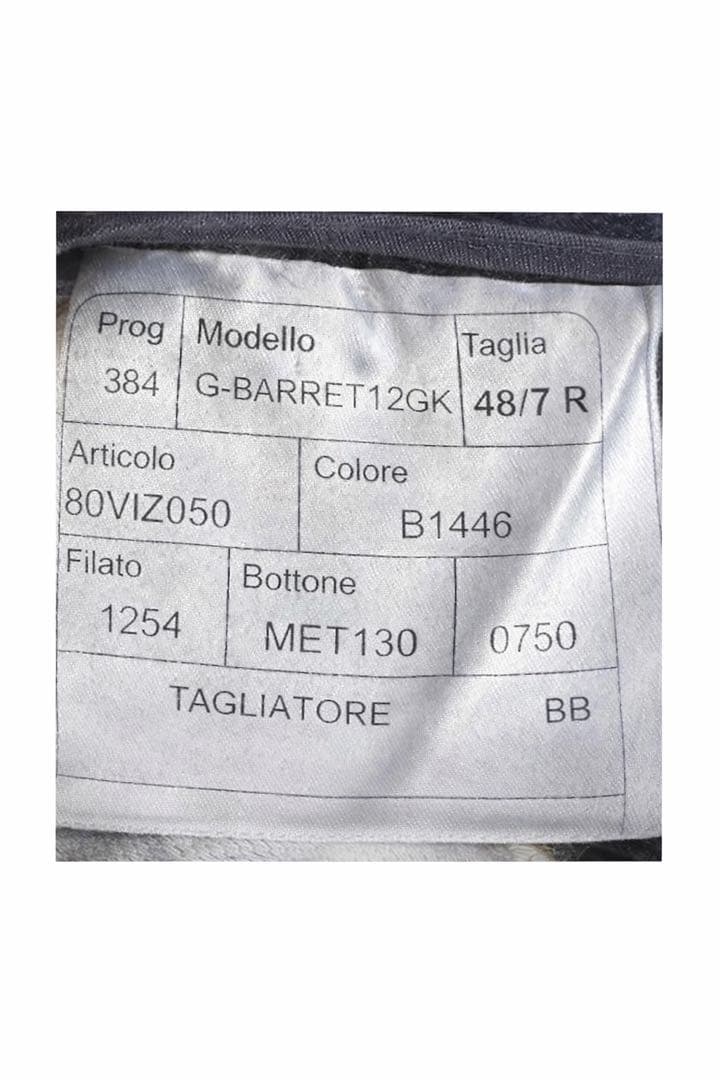 Prog Modello Taglia
384 G-BARRET12GK 48/7 R
Articolo Colore
80VIZ050 B1446
Filato Bottone
1254 MET130 0750
TAGLIATORE BB